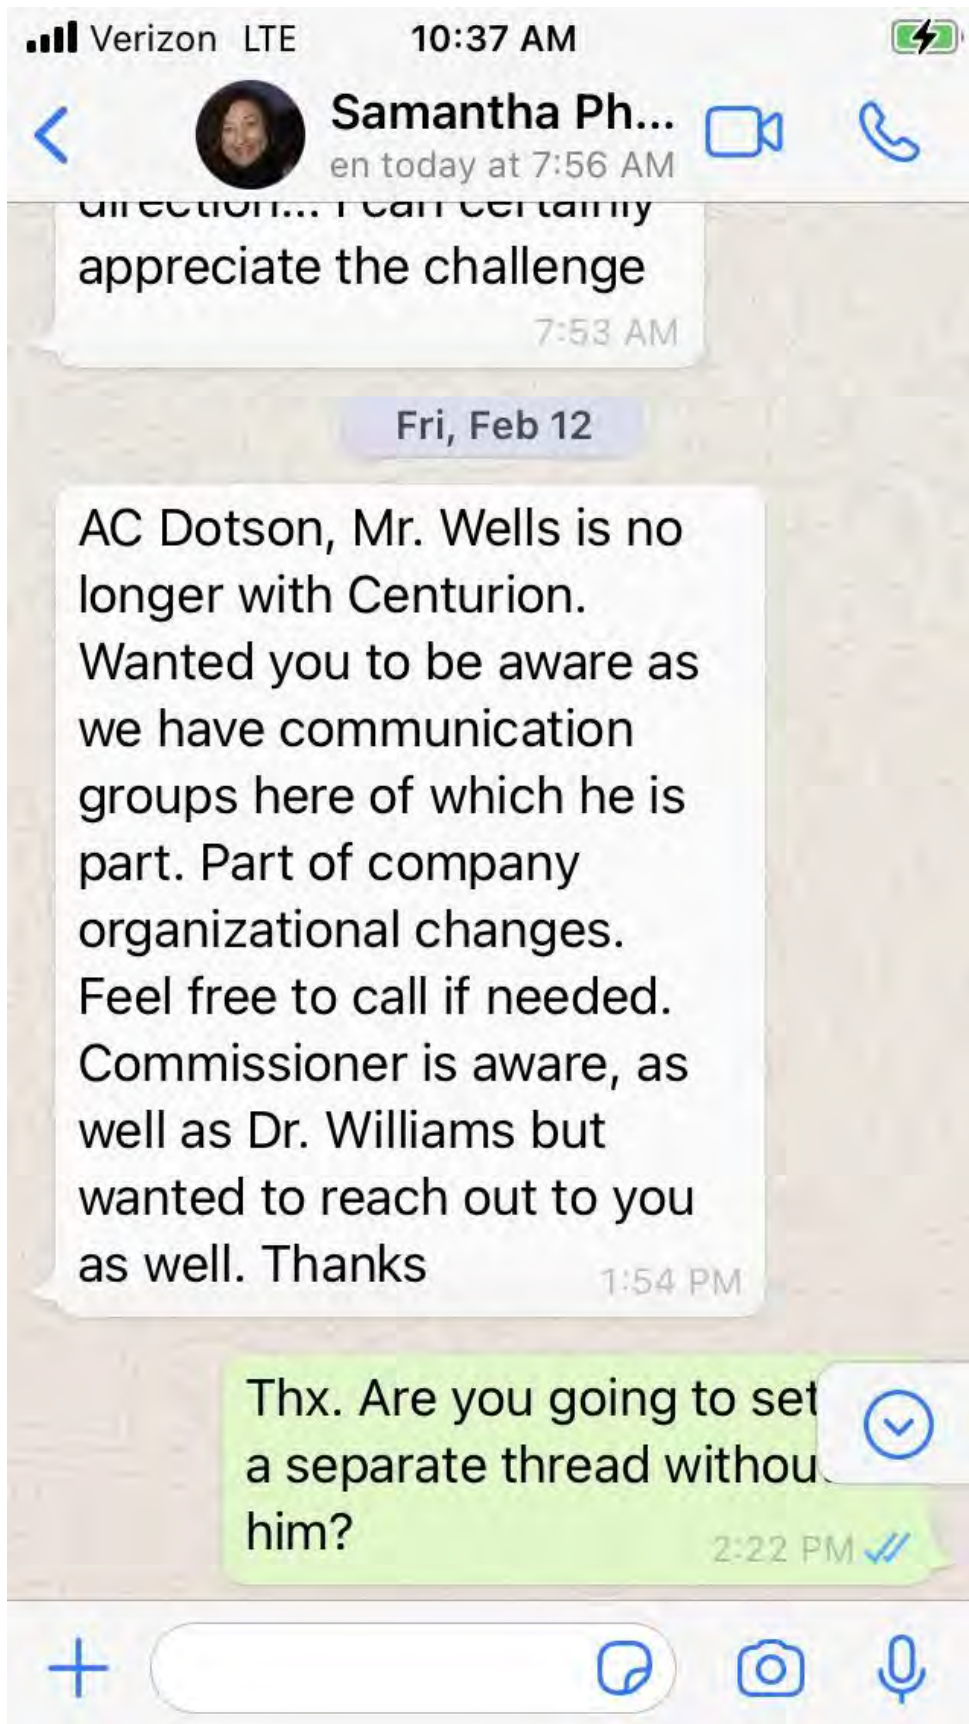 Verizon LTE 10:37 AM
Samantha Ph...
en today at 7:56 AM
direction... I can certainly
appreciate the challenge
7:53 AM
Fri, Feb 12
AC Dotson, Mr. Wells is no
longer with Centurion.
Wanted you to be aware as
we have communication
groups here of which he is
part. Part of company
organizational changes.
Feel free to call if needed.
Commissioner is aware, as
well as Dr. Williams but
wanted to reach out to you
as well. Thanks
1:54 PM
Thx. Are you going to set
a separate thread withou
him?
2:22 PM